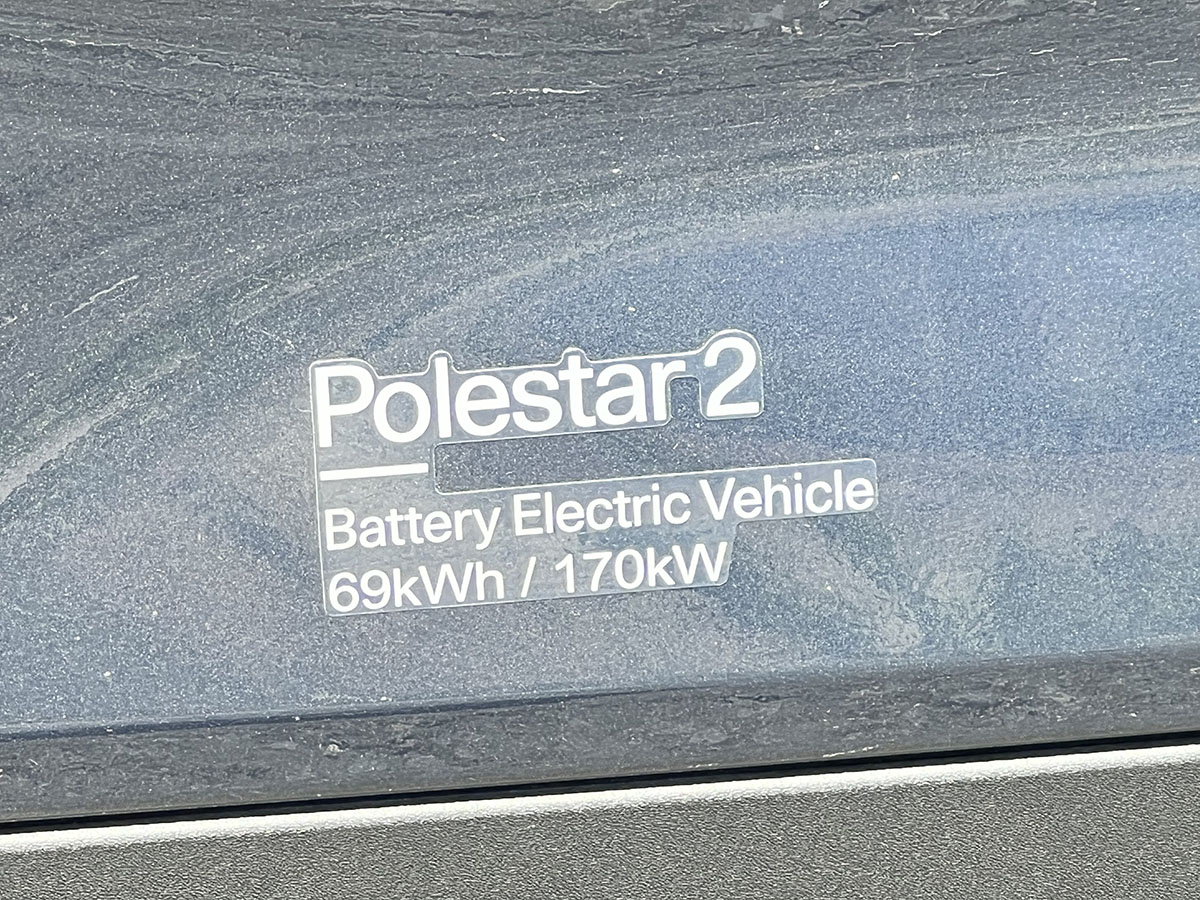 Polestar 2
Battery Electric Vehicle
69kWh / 170kW